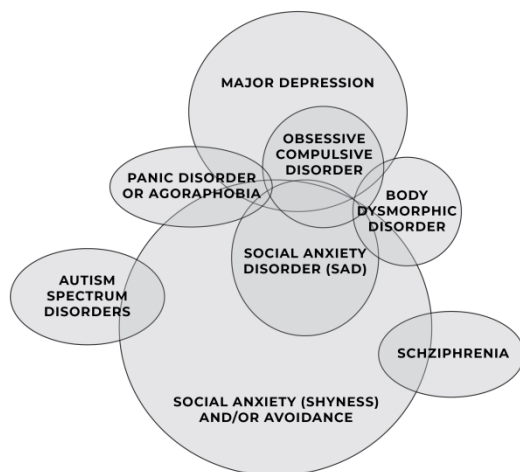 MAJOR DEPRESSION
OBSESSIVE
COMPULSIVE
DISORDER
PANIC DISORDER
OR AGORAPHOBIA
BODY
DYSMORPHIC
DISORDER
SOCIAL ANXIETY
DISORDER (SAD)
AUTISM
SPECTRUM
DISORDERS
SCHZIPHRENIA
SOCIAL ANXIETY (SHYNESS)
AND/OR AVOIDANCE